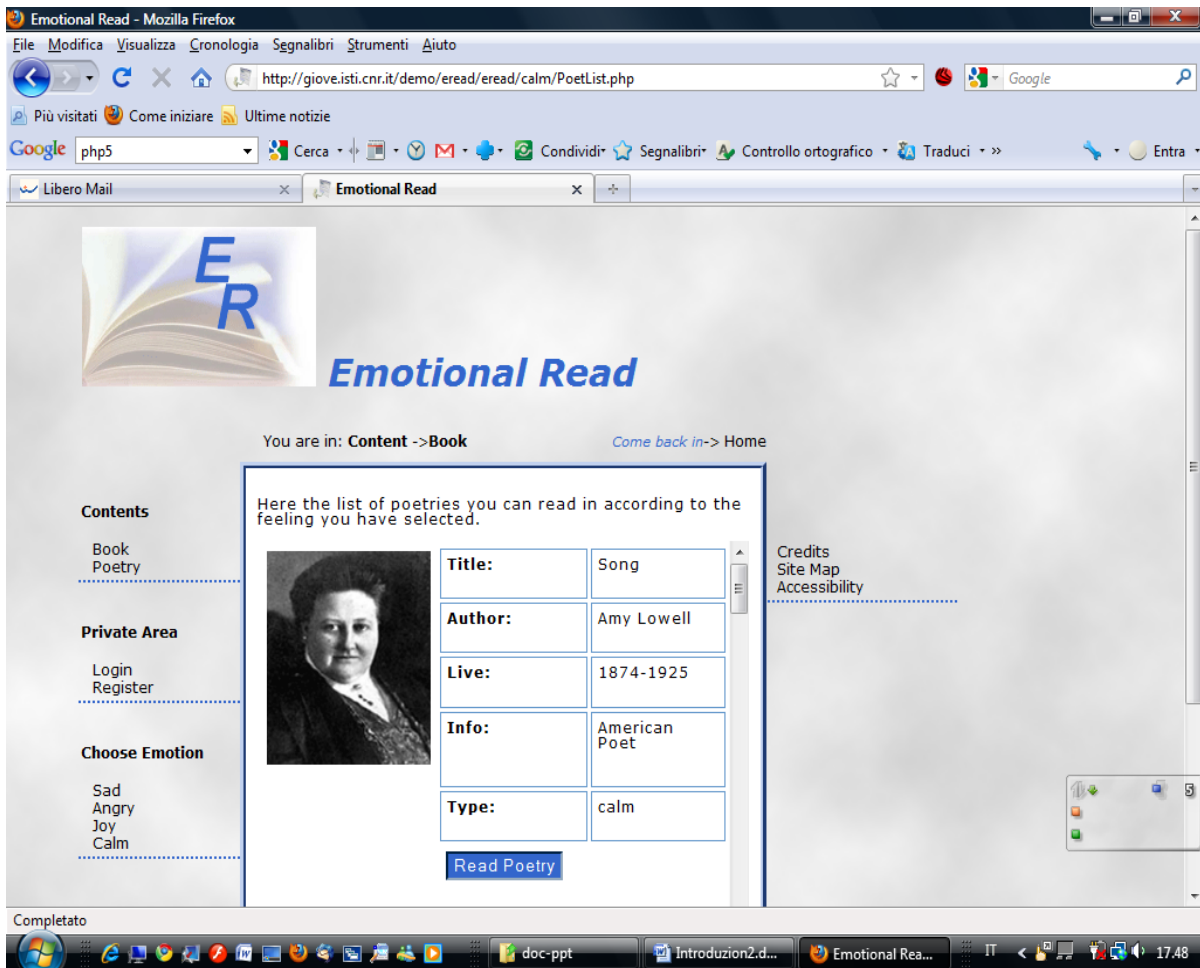 Emotional Read - Mozilla Firefox
File Modifica Visualizza Cronologia Segnalibri Strumenti Aiuto
http://giove.isti.cnr.it/demo/eread/eread/calm/PoetList.php
Google
Più visitati Come iniziare Ultime notizie
Google php5 Cerca Condividi Segnalibri Controllo ortografico Traduci » Entra
Libero Mail Emotional Read
E
R
Emotional Read
You are in: Content ->Book Come back in-> Home
Contents
Book
Poetry
Private Area
Login
Register
Choose Emotion
Sad
Angry
Joy
Calm
Here the list of poetries you can read in according to the
feeling you have selected.
Title: Song
Author: Amy Lowell
Live: 1874-1925
Info: American
Poet
Type: calm
Read Poetry
Credits
Site Map
Accessibility
5
Completato
doc-ppt Introduzion2.d... Emotional Rea... IT < 17.48